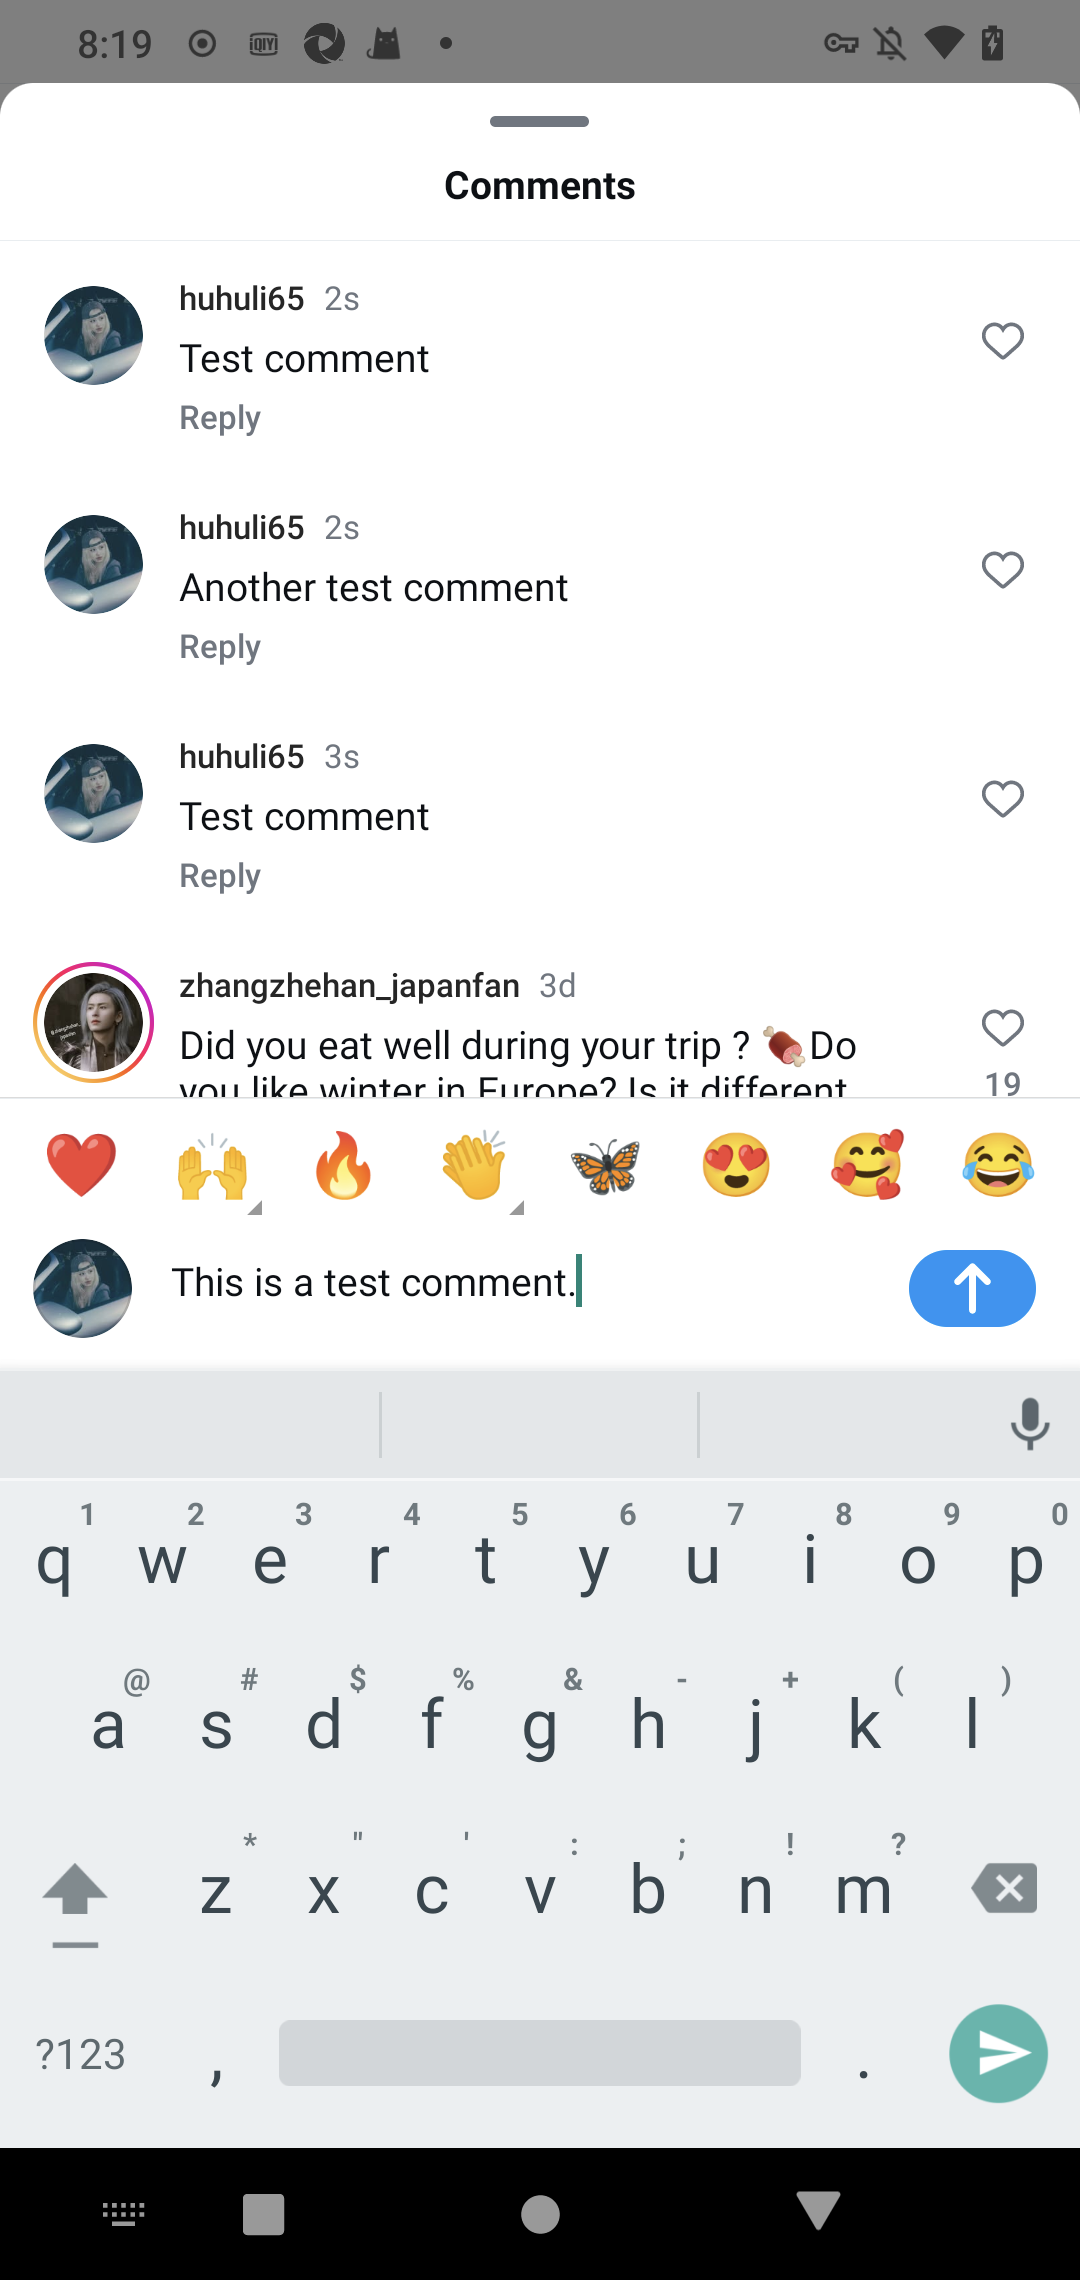 8:19
iQIYI
Comments
huhuli65 2s
Test comment
Reply
huhuli65 2s
Another test comment
Reply
huhuli65 3s
Test comment
Reply
zhangzhehan_japanfan 3d
Did you eat well during your trip ? 🍖Do
you like winter in Europe? Is it different
19
This is a test comment.
1 2 3 4 5 6 7 8 9 0
q w e r t y u i o p
@ # $ % & - + ( )
a s d f g h j k l
* " ' : ; ! ?
z x c v b n m
?123 , .